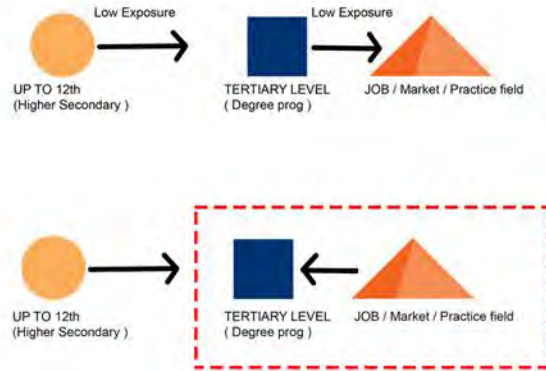 Low Exposure
Low Exposure
UP TO 12th
(Higher Secondary )
TERTIARY LEVEL
( Degree prog )
JOB / Market / Practice field
UP TO 12th
(Higher Secondary )
TERTIARY LEVEL
( Degree prog )
JOB / Market / Practice field